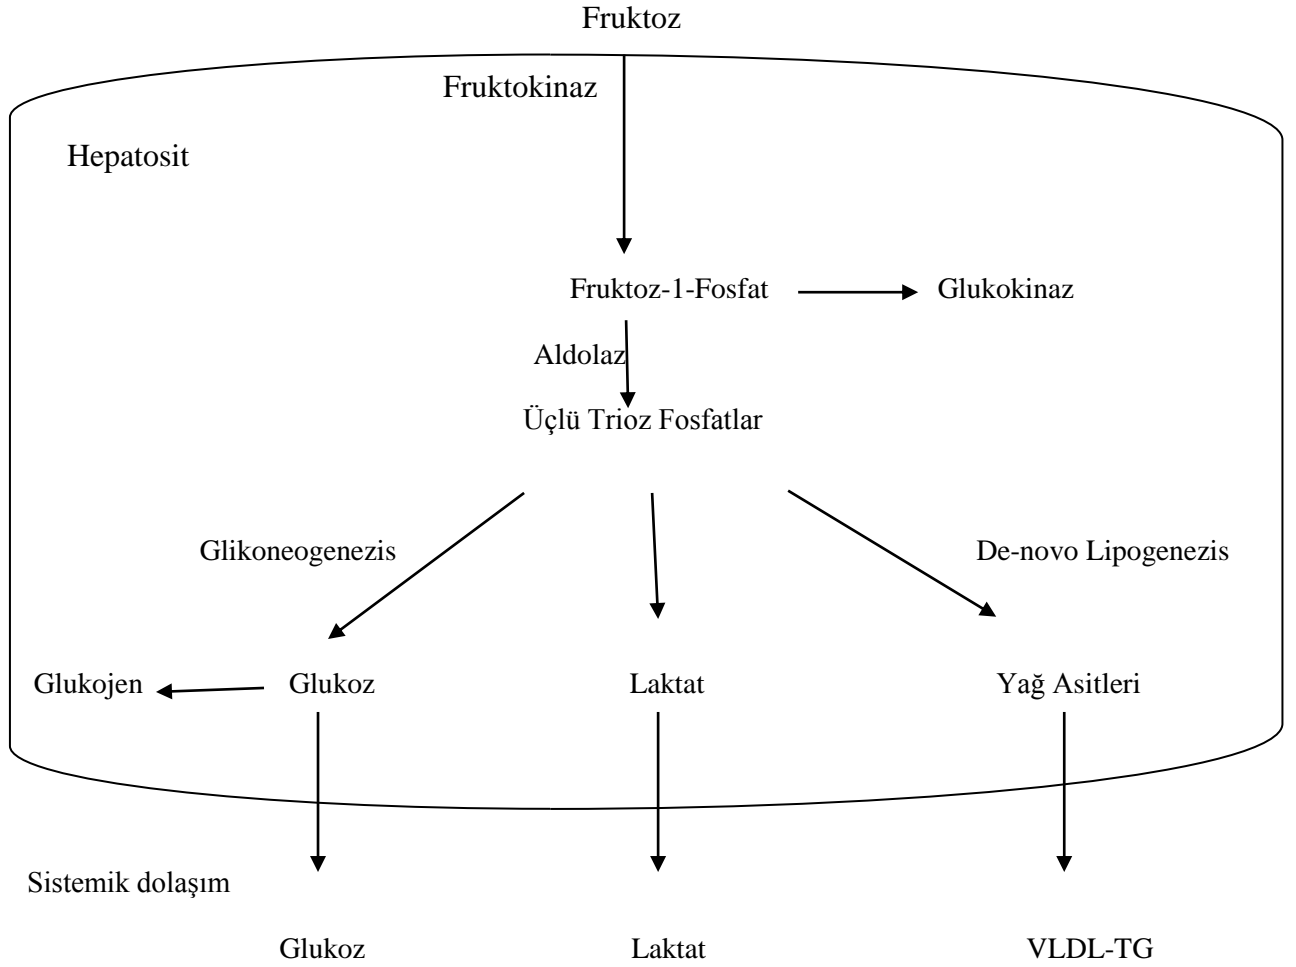 Fruktoz
Fruktokinaz
Hepatosit
Fruktoz-1-Fosfat
Glukokinaz
Aldolaz
Üçlü Trioz Fosfatlar
Glikoneogenezis
De-novo Lipogenezis
Glukojen
Glukoz
Laktat
Yağ Asitleri
Sistemik dolaşım
Glukoz
Laktat
VLDL-TG